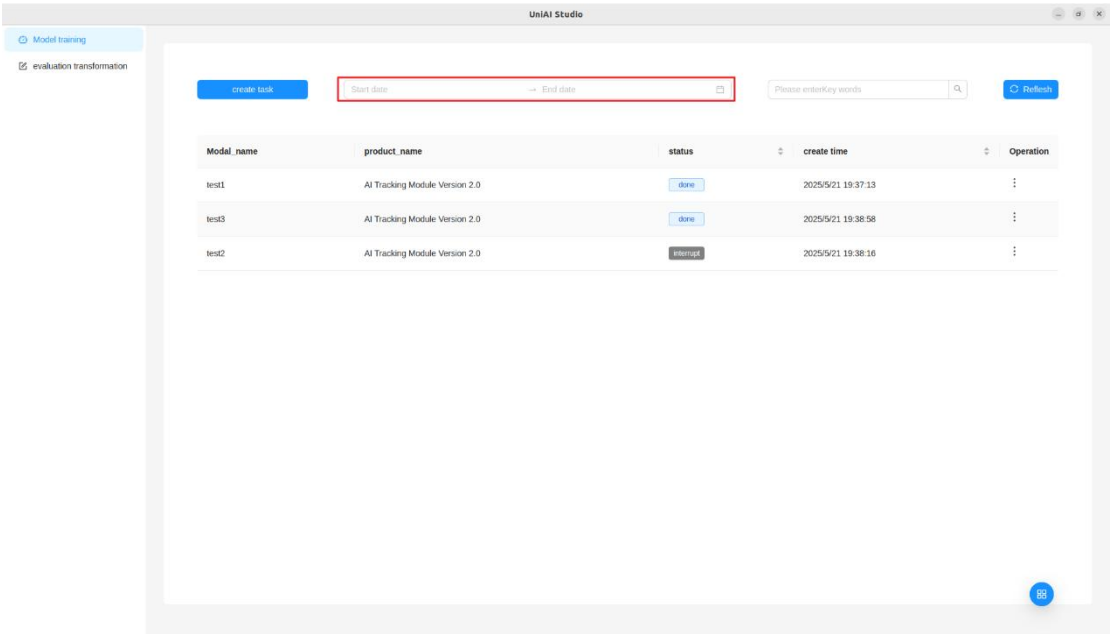 UniAI Studio
Model training
evaluation transformation
create task
Start date → End date
Please enterKey words
Reflesh
Modal_name product_name status create time Operation
test1 AI Tracking Module Version 2.0 done 2025/5/21 19:37:13
test3 AI Tracking Module Version 2.0 done 2025/5/21 19:38:58
test2 AI Tracking Module Version 2.0 interrupt 2025/5/21 19:38:16